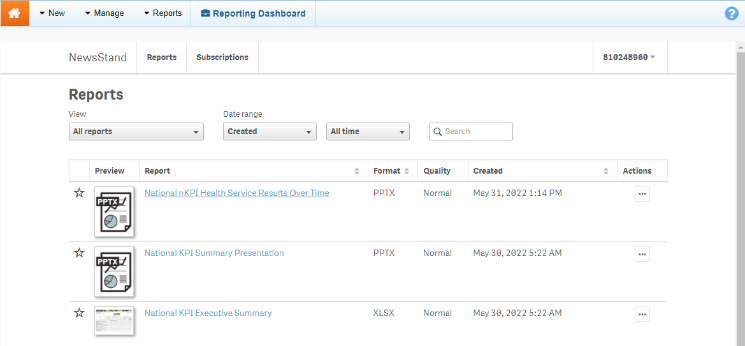 New Manage Reports Reporting Dashboard ?
NewsStand Reports Subscriptions 810248960
Reports
View Date range
All reports Created All time Search
Preview Report Format Quality Created Actions
PPTX National nKPI Health Service Results Over Time PPTX Normal May 31, 2022 1:14 PM ...
PPTX National KPI Summary Presentation PPTX Normal May 30, 2022 5:22 AM ...
National KPI Executive Summary XLSX Normal May 30, 2022 5:22 AM ...